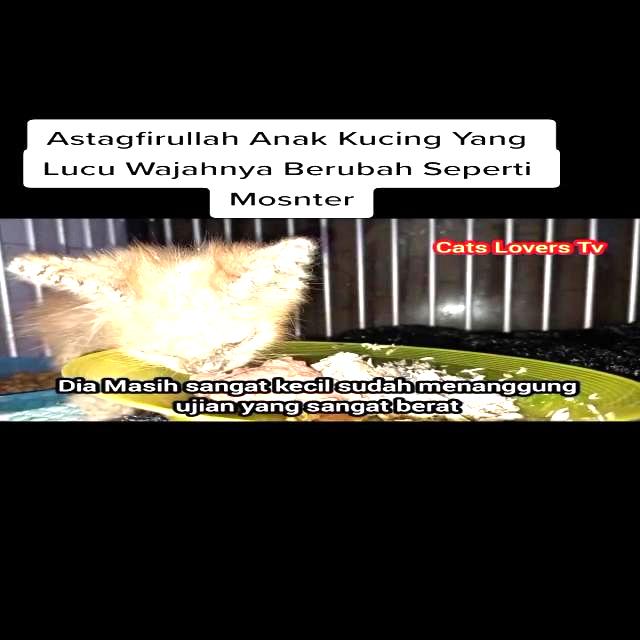 Astagfirullah Anak Kucing Yang
Lucu Wajahnya Berubah Seperti
Mosnter
Cats Lovers Tv
Dia Masih sangat kecil sudah menanggung
ujian yang sangat berat